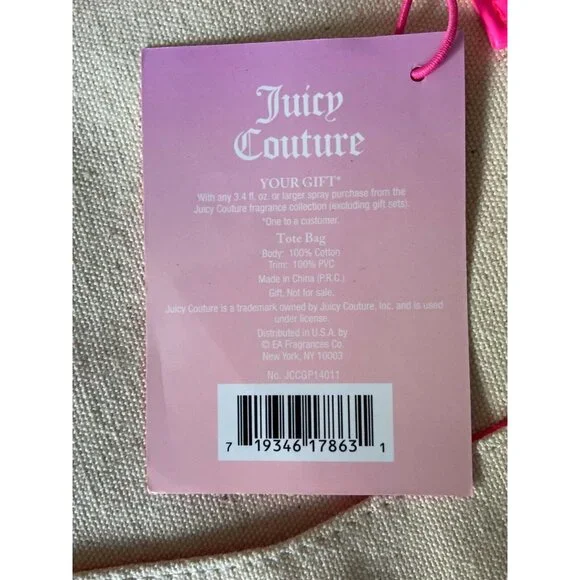 Juicy
Couture
YOUR GIFT*
With any 3.4 fl. oz. or larger spray purchase from the
Juicy Couture fragrance collection (excluding gift sets).
*One to a customer.
Tote Bag
Body: 100% Cotton
Trim: 100% PVC
Made in China (P.R.C.)
Gift. Not for sale.
Juicy Couture is a trademark owned by Juicy Couture, Inc. and is used
under license.
Distributed in U.S.A. by
© EA Fragrances Co.
New York, NY 10003
No. JCCGP14011
7 19346 17863 1